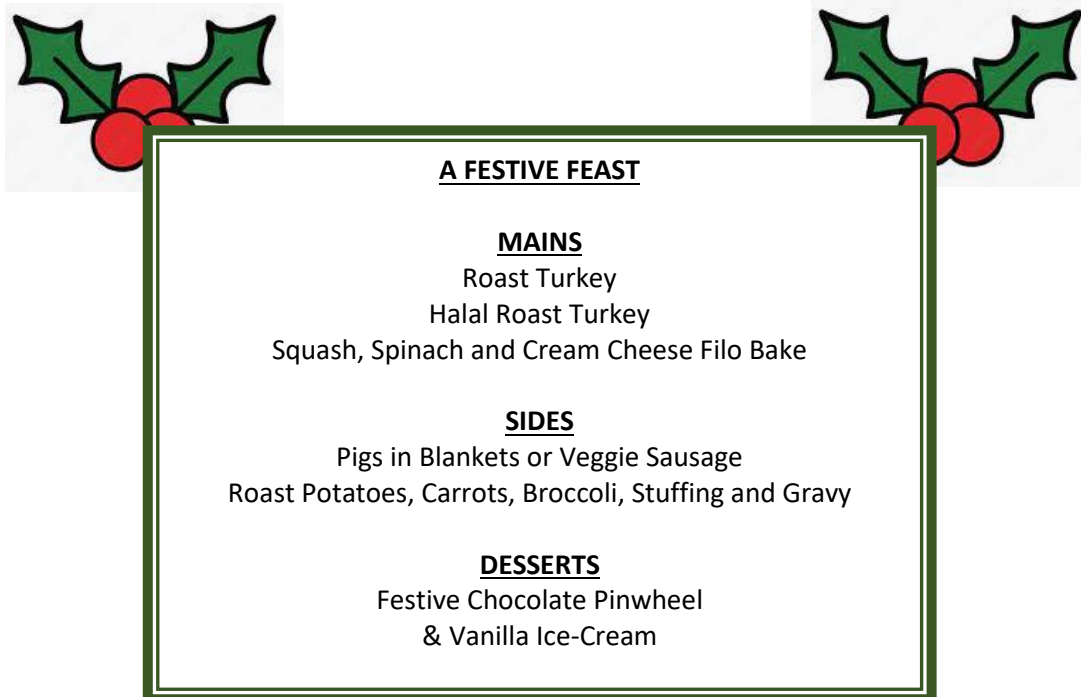 A FESTIVE FEAST
MAINS
Roast Turkey
Halal Roast Turkey
Squash, Spinach and Cream Cheese Filo Bake
SIDES
Pigs in Blankets or Veggie Sausage
Roast Potatoes, Carrots, Broccoli, Stuffing and Gravy
DESSERTS
Festive Chocolate Pinwheel
& Vanilla Ice-Cream